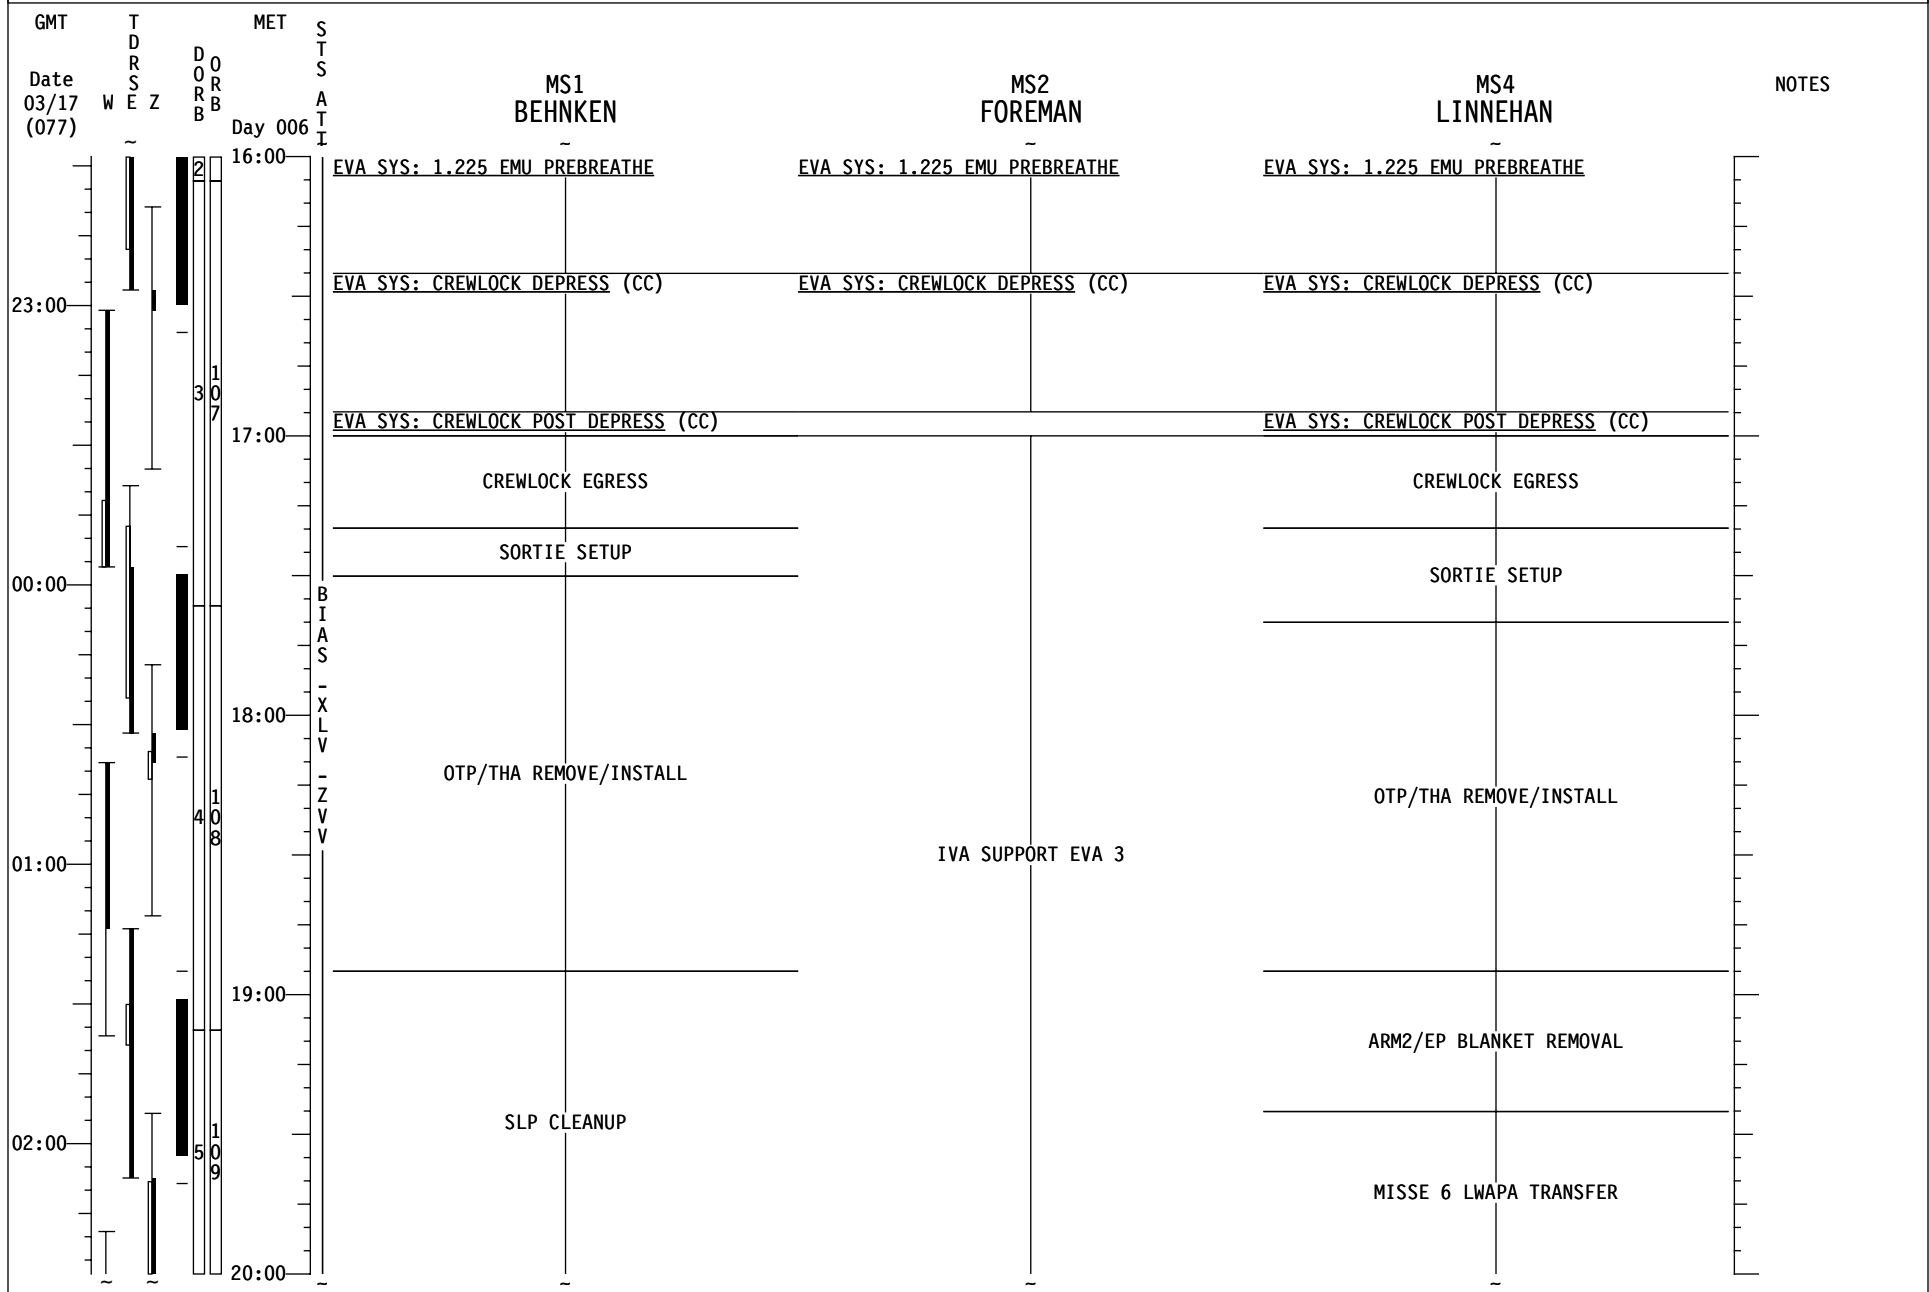 GMT
TDRS
MET
STS ATT
DORB
ORB
Date
03/17
(077)
W E Z
Day 006
MS1
BEHNKEN
MS2
FOREMAN
MS4
LINNEHAN
NOTES
~ ~ ~ ~
16:00
2
EVA SYS: 1.225 EMU PREBREATHE
EVA SYS: 1.225 EMU PREBREATHE
EVA SYS: 1.225 EMU PREBREATHE
EVA SYS: CREWLOCK DEPRESS (CC)
EVA SYS: CREWLOCK DEPRESS (CC)
EVA SYS: CREWLOCK DEPRESS (CC)
23:00
3
107
EVA SYS: CREWLOCK POST DEPRESS (CC)
EVA SYS: CREWLOCK POST DEPRESS (CC)
17:00
CREWLOCK EGRESS
CREWLOCK EGRESS
SORTIE SETUP
SORTIE SETUP
00:00
BIAS -XLV -ZVV
18:00
OTP/THA REMOVE/INSTALL
OTP/THA REMOVE/INSTALL
4
108
IVA SUPPORT EVA 3
01:00
19:00
ARM2/EP BLANKET REMOVAL
SLP CLEANUP
02:00
5
109
MISSE 6 LWAPA TRANSFER
20:00
~ ~ ~ ~ ~ ~